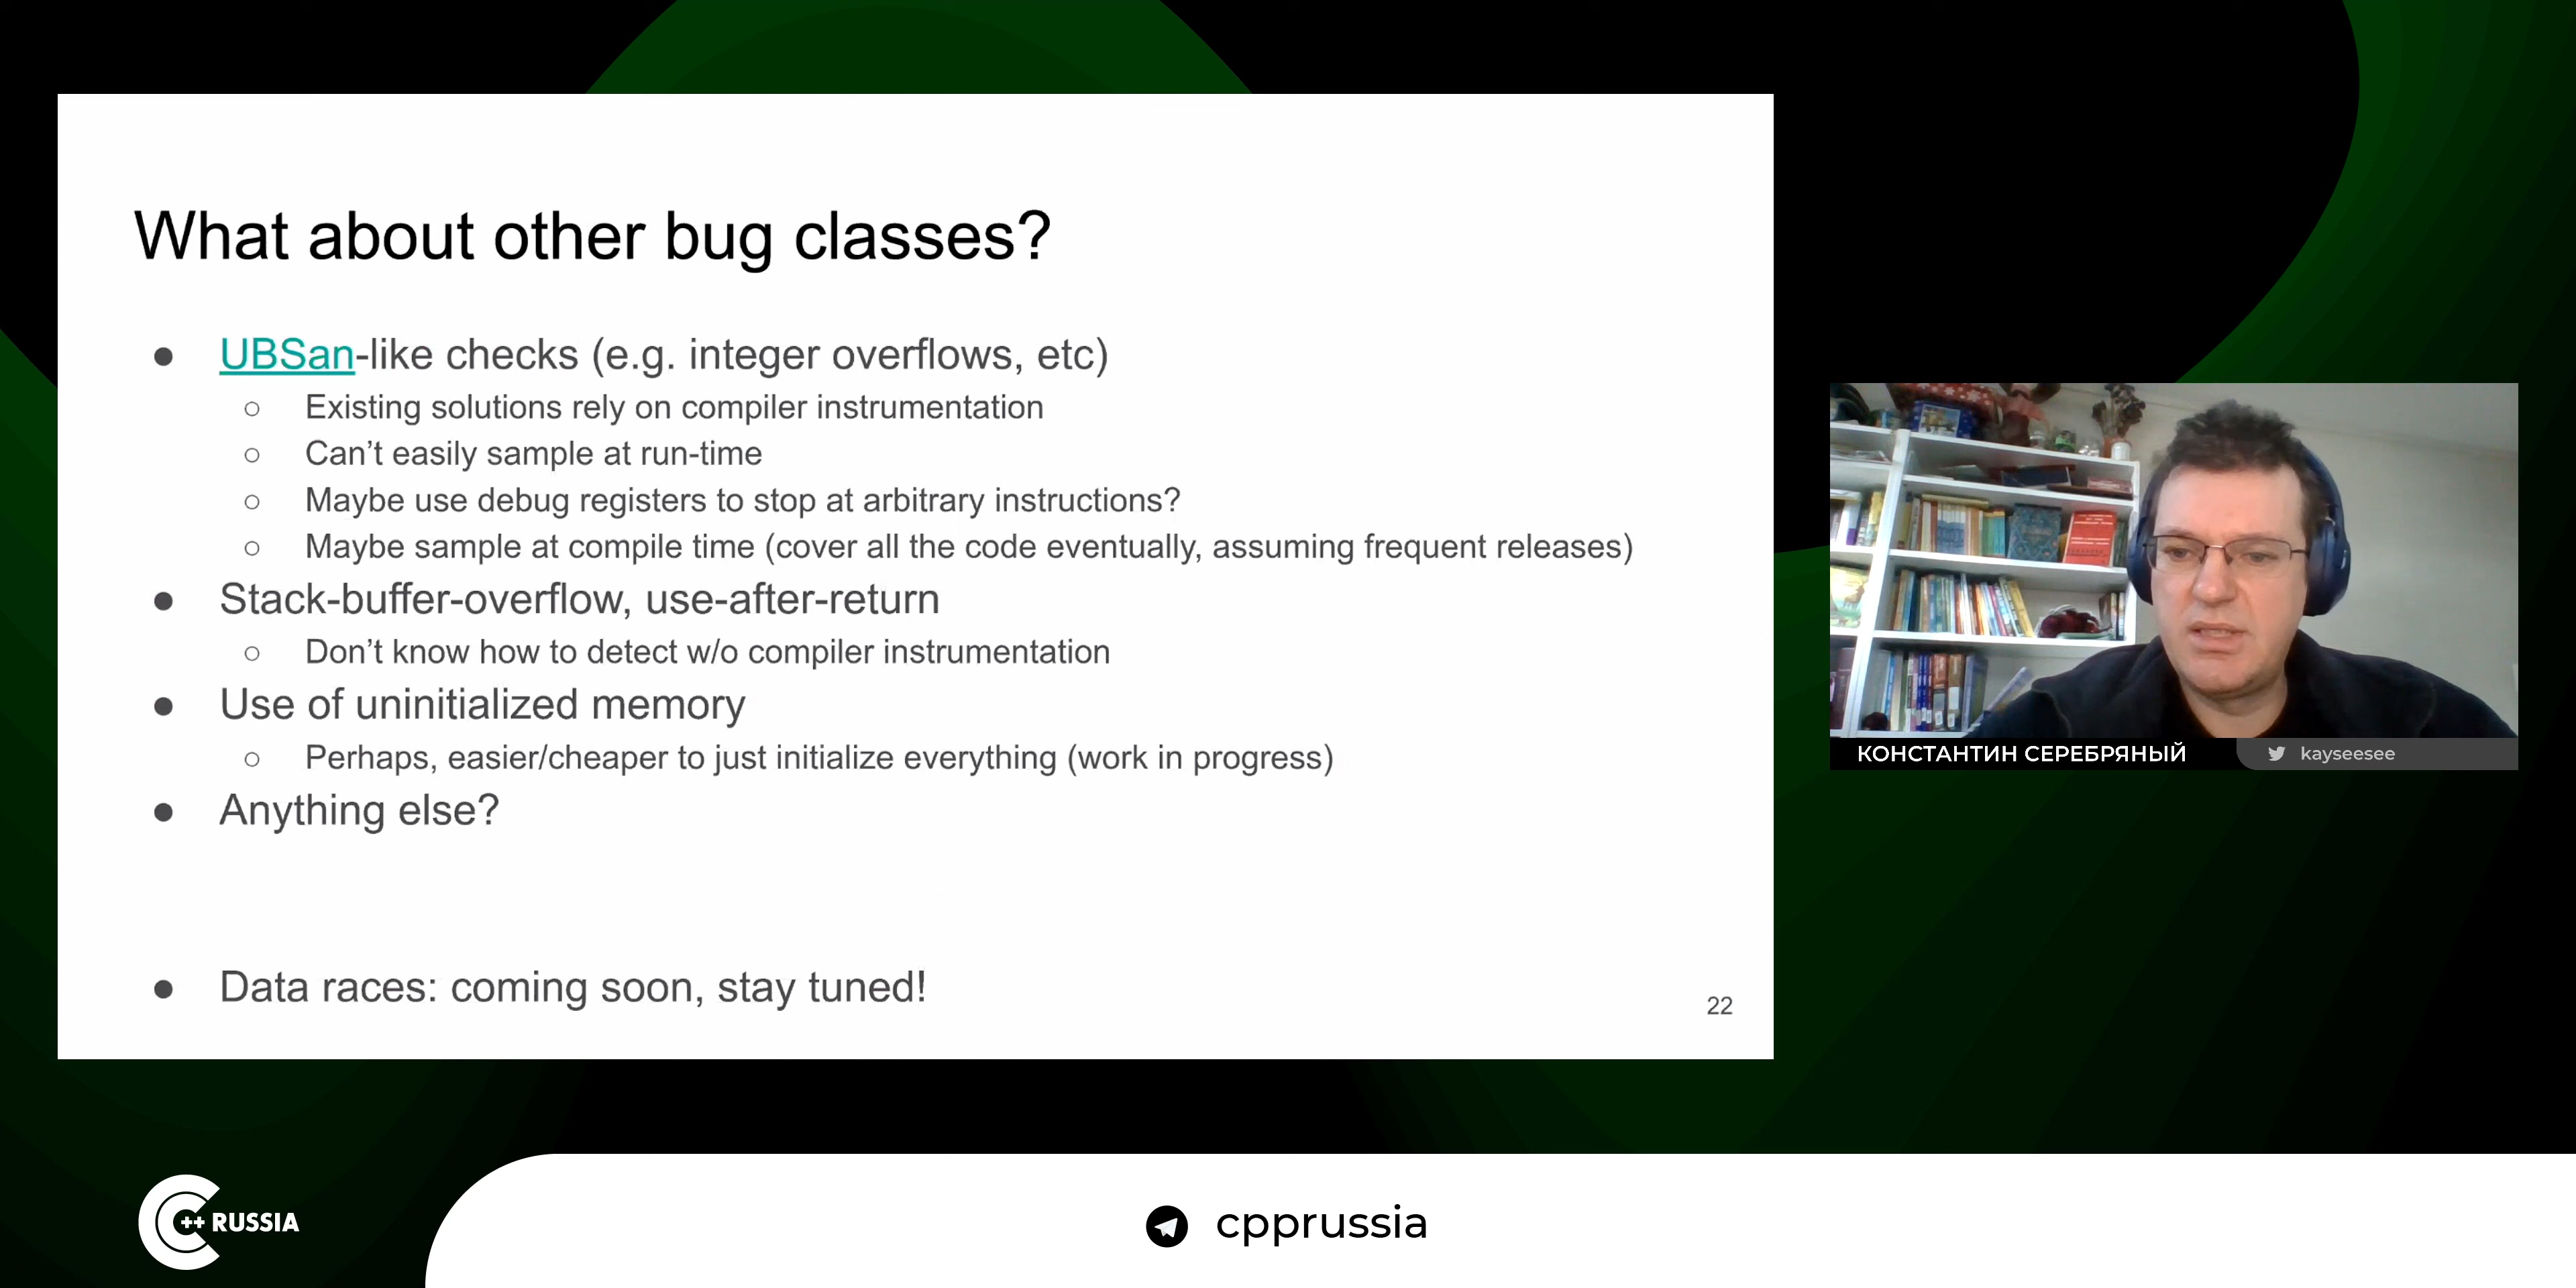 What about other bug classes?
● UBSan-like checks (e.g. integer overflows, etc)
○ Existing solutions rely on compiler instrumentation
○ Can’t easily sample at run-time
○ Maybe use debug registers to stop at arbitrary instructions?
○ Maybe sample at compile time (cover all the code eventually, assuming frequent releases)
● Stack-buffer-overflow, use-after-return
○ Don’t know how to detect w/o compiler instrumentation
● Use of uninitialized memory
○ Perhaps, easier/cheaper to just initialize everything (work in progress)
● Anything else?
● Data races: coming soon, stay tuned!
22
КОНСТАНТИН СЕРЕБРЯНЫЙ
kayseesee
C++ RUSSIA
cpprussia